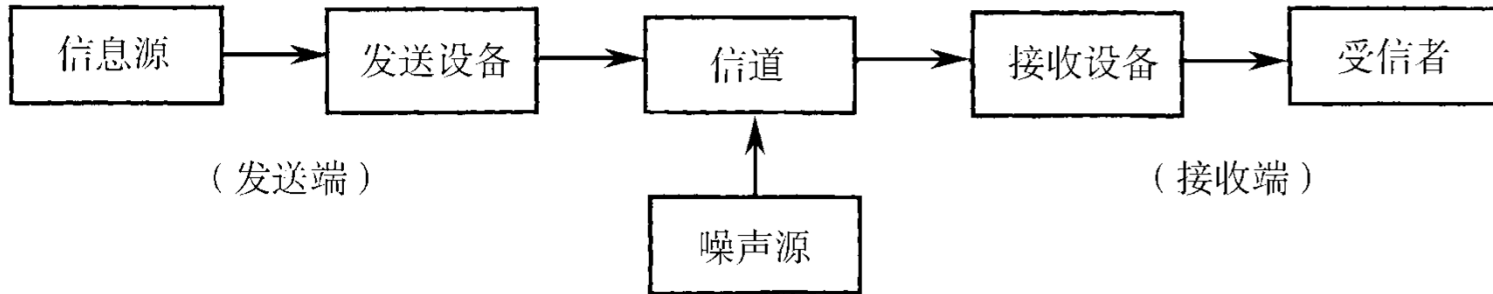 信息源
发送设备
信道
接收设备
受信者
（发送端）
（接收端）
噪声源